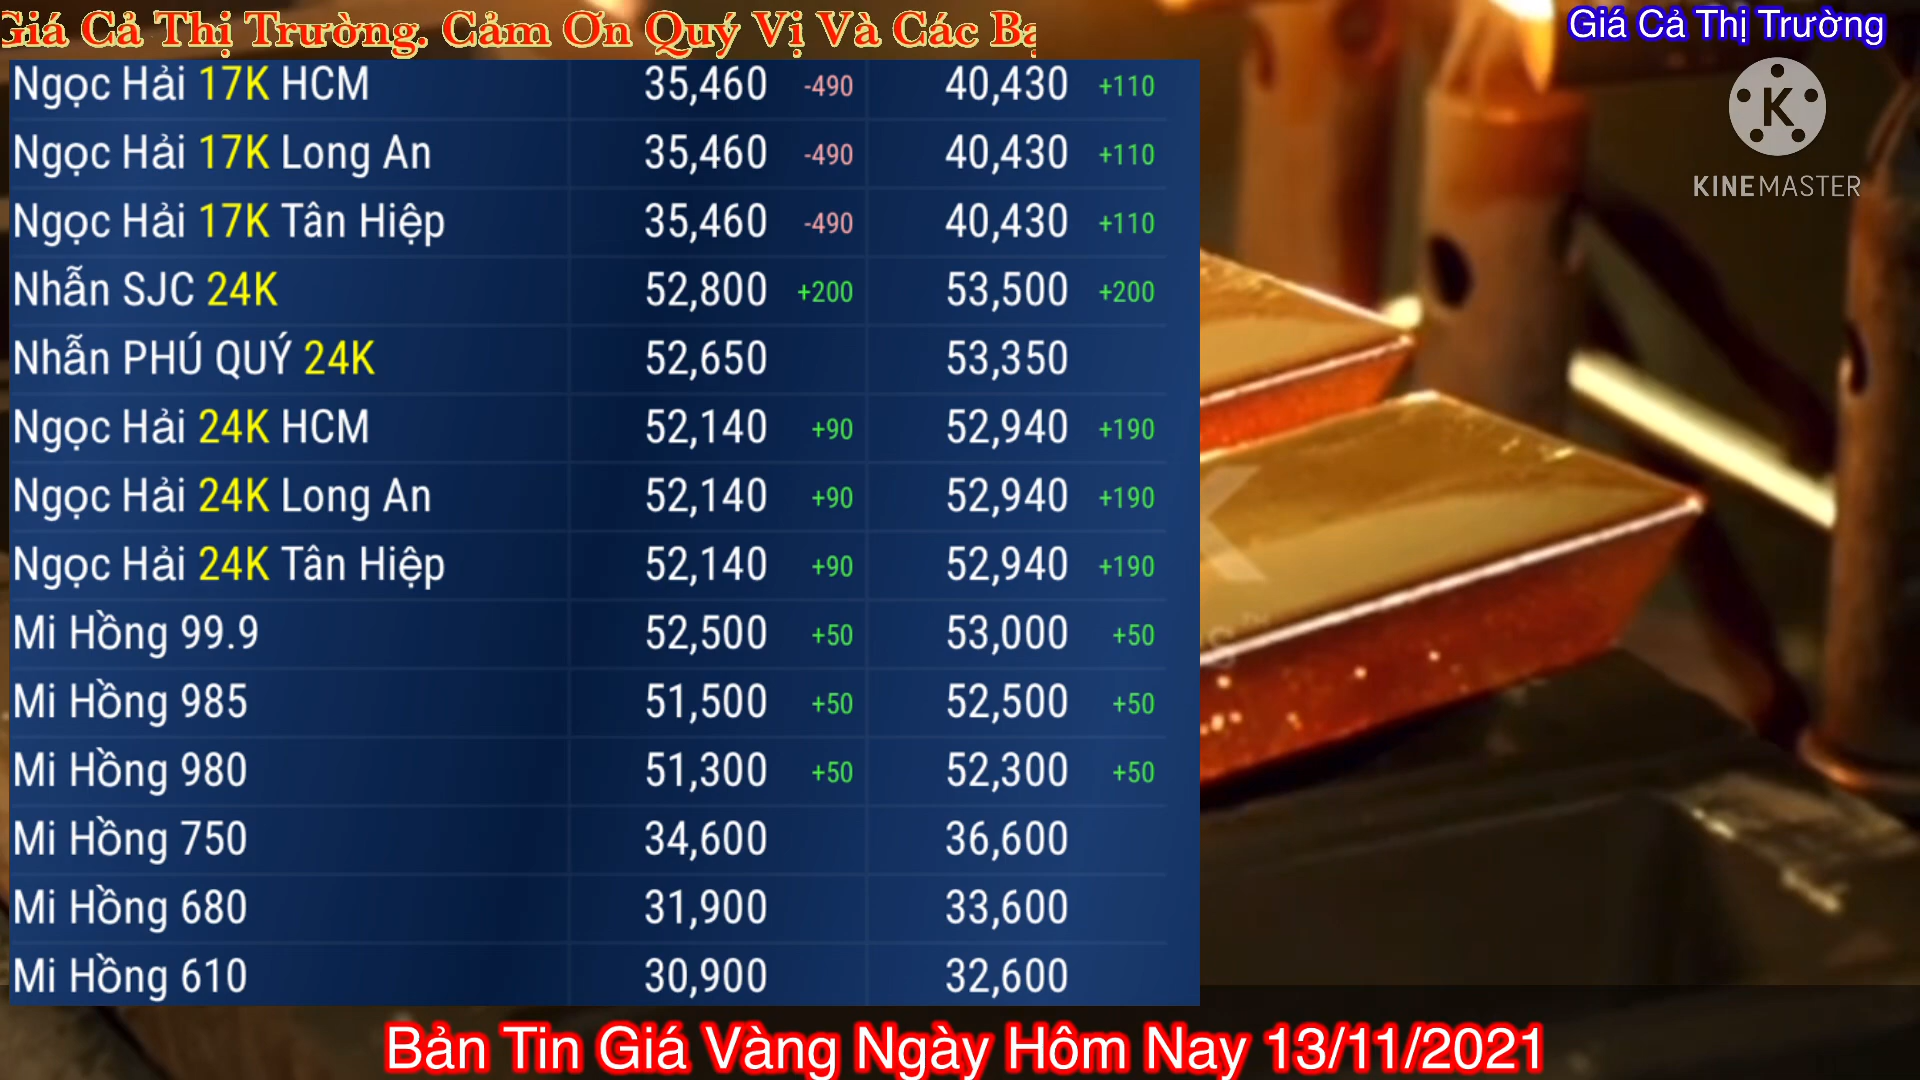 Giá Cả Thị Trường. Cảm Ơn Quý Vị Và Các Bạ
Giá Cả Thị Trường
K
KINEMASTER
Ngọc Hải 17K HCM 35,460 -490 40,430 +110
Ngọc Hải 17K Long An 35,460 -490 40,430 +110
Ngọc Hải 17K Tân Hiệp 35,460 -490 40,430 +110
Nhẫn SJC 24K 52,800 +200 53,500 +200
Nhẫn PHÚ QUÝ 24K 52,650 53,350
Ngọc Hải 24K HCM 52,140 +90 52,940 +190
Ngọc Hải 24K Long An 52,140 +90 52,940 +190
Ngọc Hải 24K Tân Hiệp 52,140 +90 52,940 +190
Mi Hồng 99.9 52,500 +50 53,000 +50
Mi Hồng 985 51,500 +50 52,500 +50
Mi Hồng 980 51,300 +50 52,300 +50
Mi Hồng 750 34,600 36,600
Mi Hồng 680 31,900 33,600
Mi Hồng 610 30,900 32,600
Bản Tin Giá Vàng Ngày Hôm Nay 13/11/2021